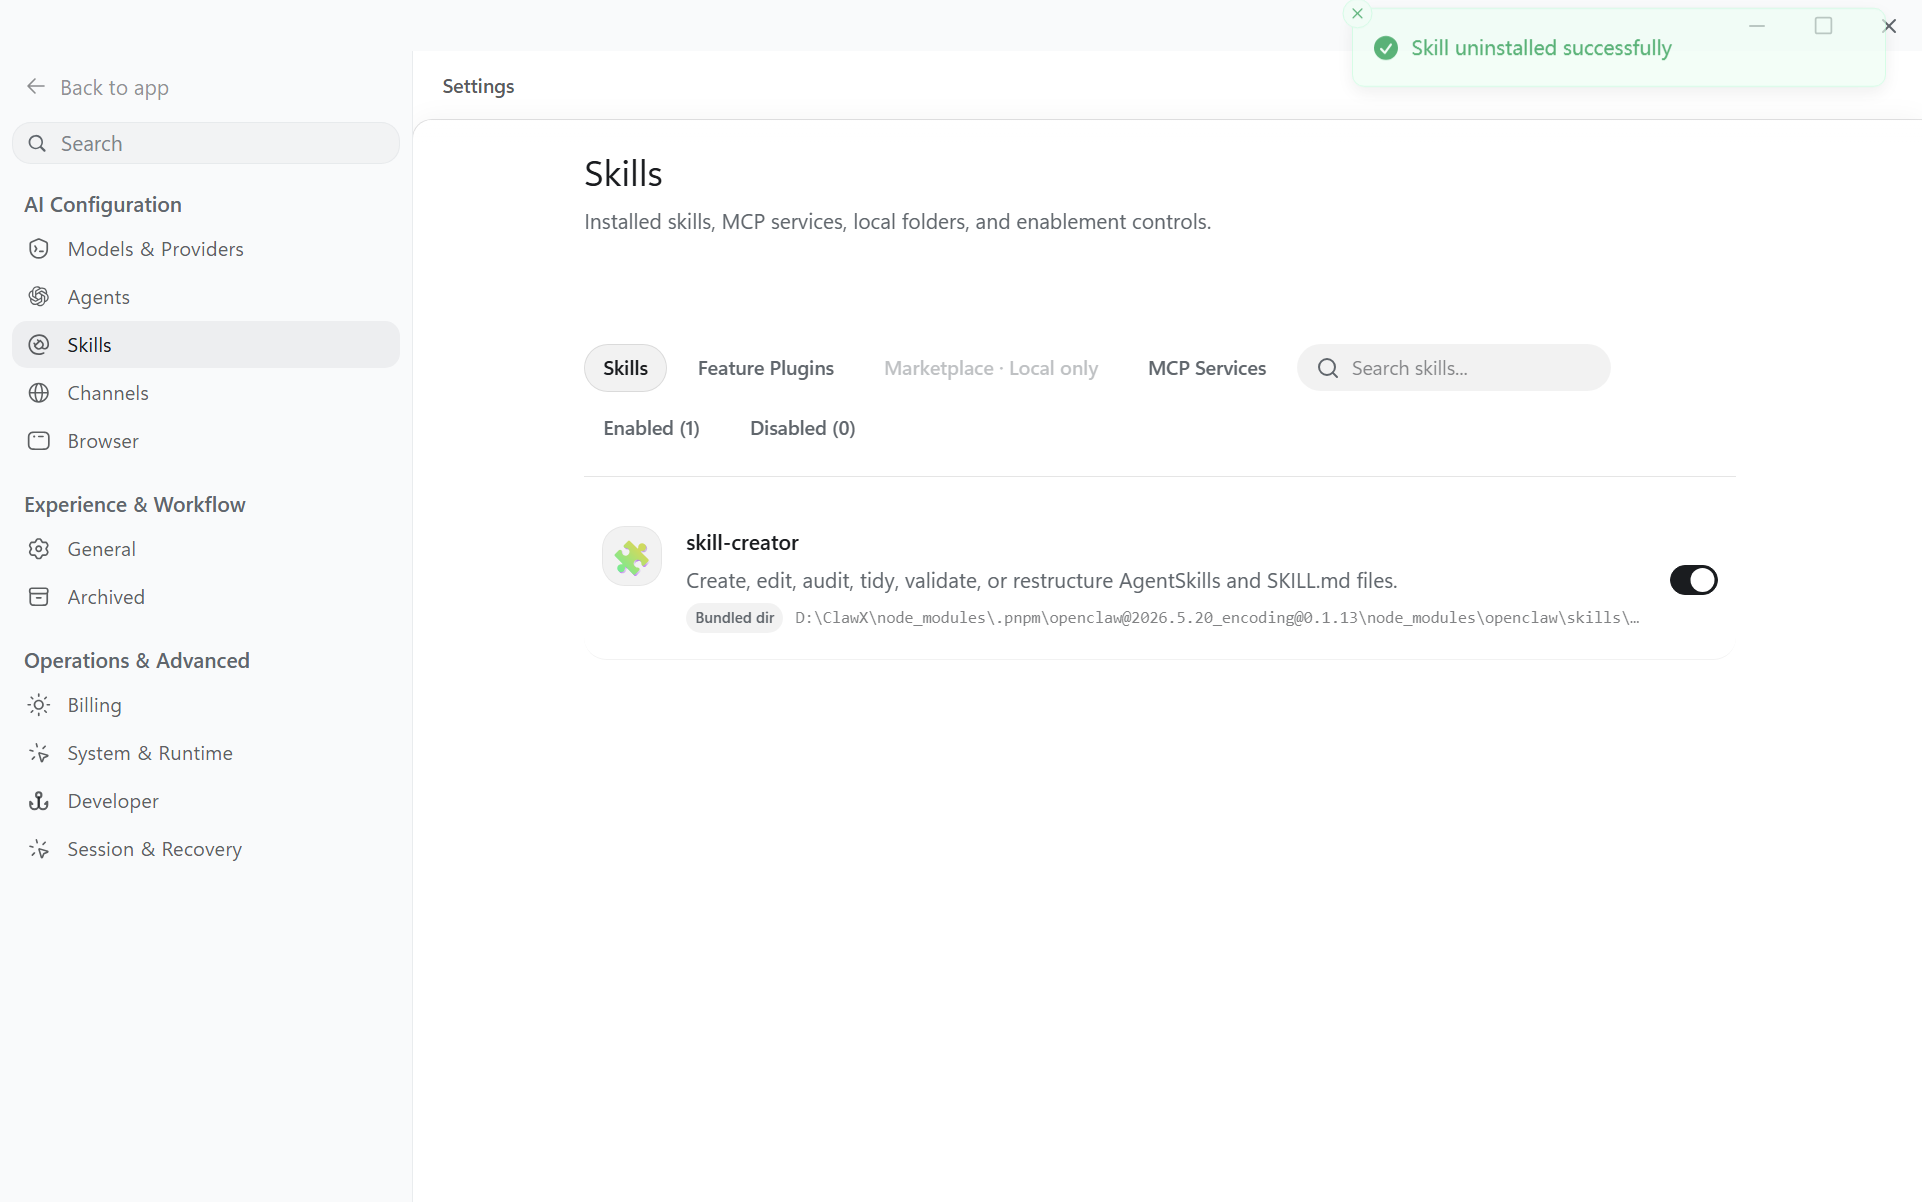 Skill uninstalled successfully
Back to app
Settings
Search
AI Configuration
Models & Providers
Agents
Skills
Channels
Browser
Experience & Workflow
General
Archived
Operations & Advanced
Billing
System & Runtime
Developer
Session & Recovery
Skills
Installed skills, MCP services, local folders, and enablement controls.
Skills
Feature Plugins
Marketplace · Local only
MCP Services
Search skills...
Enabled (1)
Disabled (0)
skill-creator
Create, edit, audit, tidy, validate, or restructure AgentSkills and SKILL.md files.
Bundled dir
D:\ClawX\node_modules\.pnpm\openclaw@2026.5.20_encoding@0.1.13\node_modules\openclaw\skills\…